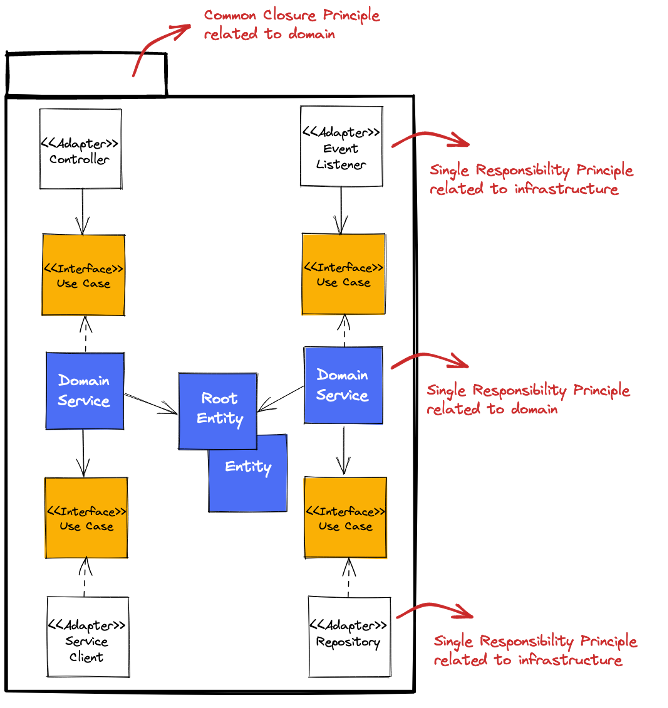 Common Closure Principle
related to domain
<<Adapter>>
Controller
<<Adapter>>
Event
Listener
Single Responsibility Principle
related to infrastructure
<<Interface>>
Use Case
<<Interface>>
Use Case
Domain
Service
Root
Entity
Domain
Service
Single Responsibility Principle
related to domain
Entity
<<Interface>>
Use Case
<<Interface>>
Use Case
<<Adapter>>
Service
Client
<<Adapter>>
Repository
Single Responsibility Principle
related to infrastructure